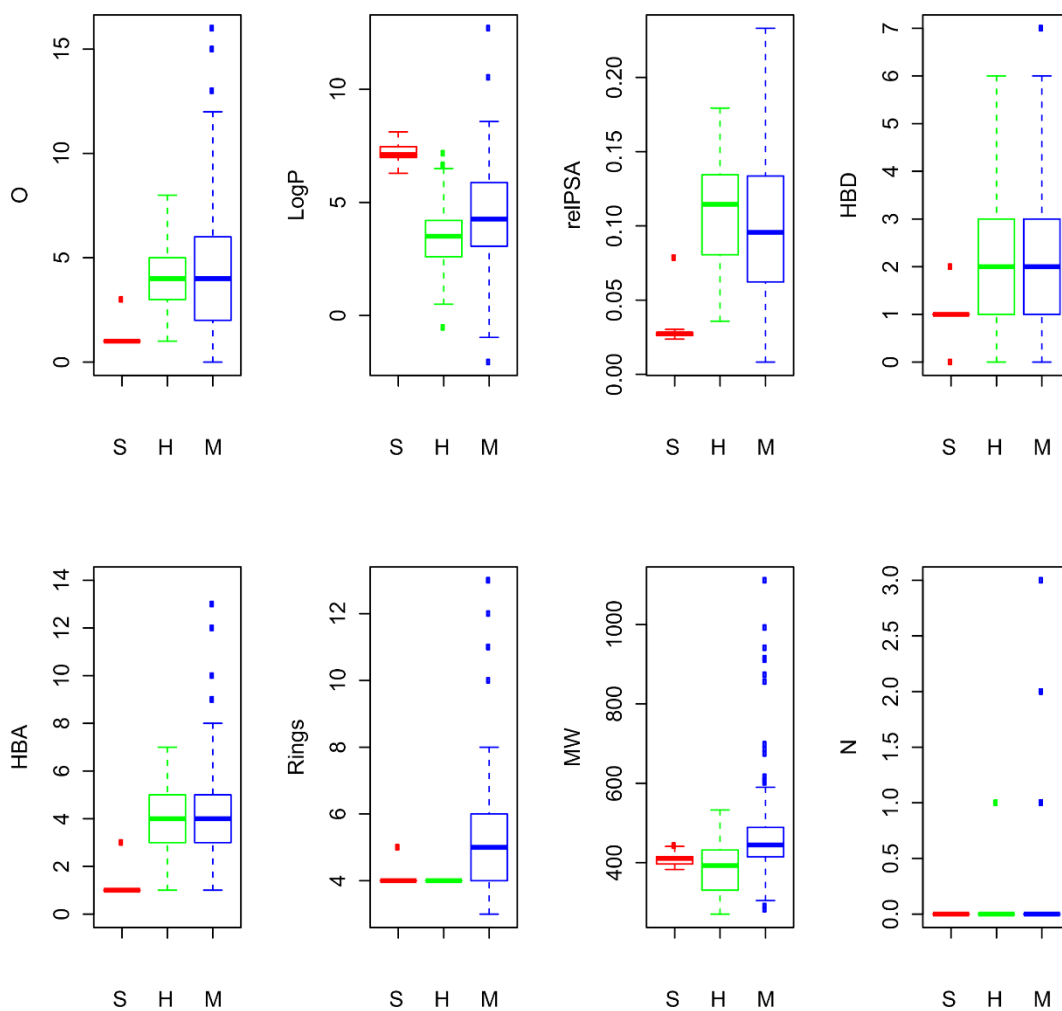 O
0 5 10 15
S H M
LogP
0 5 10
S H M
relPSA
0.00 0.05 0.10 0.15 0.20
S H M
HBD
0 1 2 3 4 5 6 7
S H M
HBA
0 2 4 6 8 10 12 14
S H M
Rings
4 6 8 10 12
S H M
MW
400 600 800 1000
S H M
N
0.0 0.5 1.0 1.5 2.0 2.5 3.0
S H M